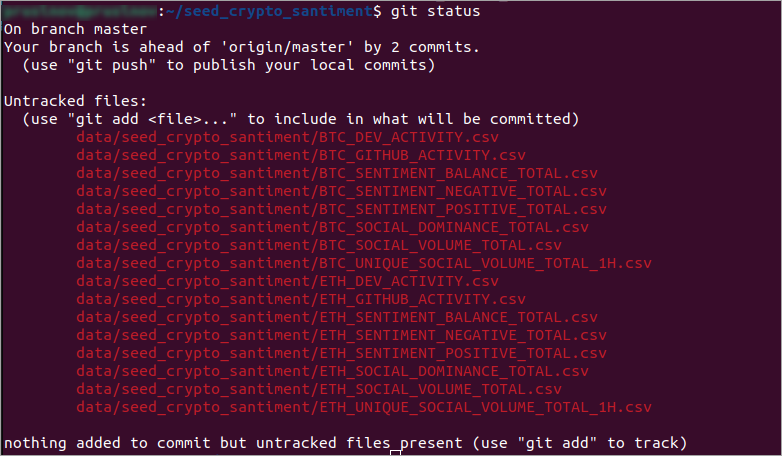 :~/seed_crypto_santiment$ git status
On branch master
Your branch is ahead of 'origin/master' by 2 commits.
  (use "git push" to publish your local commits)

Untracked files:
  (use "git add <file>..." to include in what will be committed)
        data/seed_crypto_santiment/BTC_DEV_ACTIVITY.csv
        data/seed_crypto_santiment/BTC_GITHUB_ACTIVITY.csv
        data/seed_crypto_santiment/BTC_SENTIMENT_BALANCE_TOTAL.csv
        data/seed_crypto_santiment/BTC_SENTIMENT_NEGATIVE_TOTAL.csv
        data/seed_crypto_santiment/BTC_SENTIMENT_POSITIVE_TOTAL.csv
        data/seed_crypto_santiment/BTC_SOCIAL_DOMINANCE_TOTAL.csv
        data/seed_crypto_santiment/BTC_SOCIAL_VOLUME_TOTAL.csv
        data/seed_crypto_santiment/BTC_UNIQUE_SOCIAL_VOLUME_TOTAL_1H.csv
        data/seed_crypto_santiment/ETH_DEV_ACTIVITY.csv
        data/seed_crypto_santiment/ETH_GITHUB_ACTIVITY.csv
        data/seed_crypto_santiment/ETH_SENTIMENT_BALANCE_TOTAL.csv
        data/seed_crypto_santiment/ETH_SENTIMENT_NEGATIVE_TOTAL.csv
        data/seed_crypto_santiment/ETH_SENTIMENT_POSITIVE_TOTAL.csv
        data/seed_crypto_santiment/ETH_SOCIAL_DOMINANCE_TOTAL.csv
        data/seed_crypto_santiment/ETH_SOCIAL_VOLUME_TOTAL.csv
        data/seed_crypto_santiment/ETH_UNIQUE_SOCIAL_VOLUME_TOTAL_1H.csv

nothing added to commit but untracked files present (use "git add" to track)